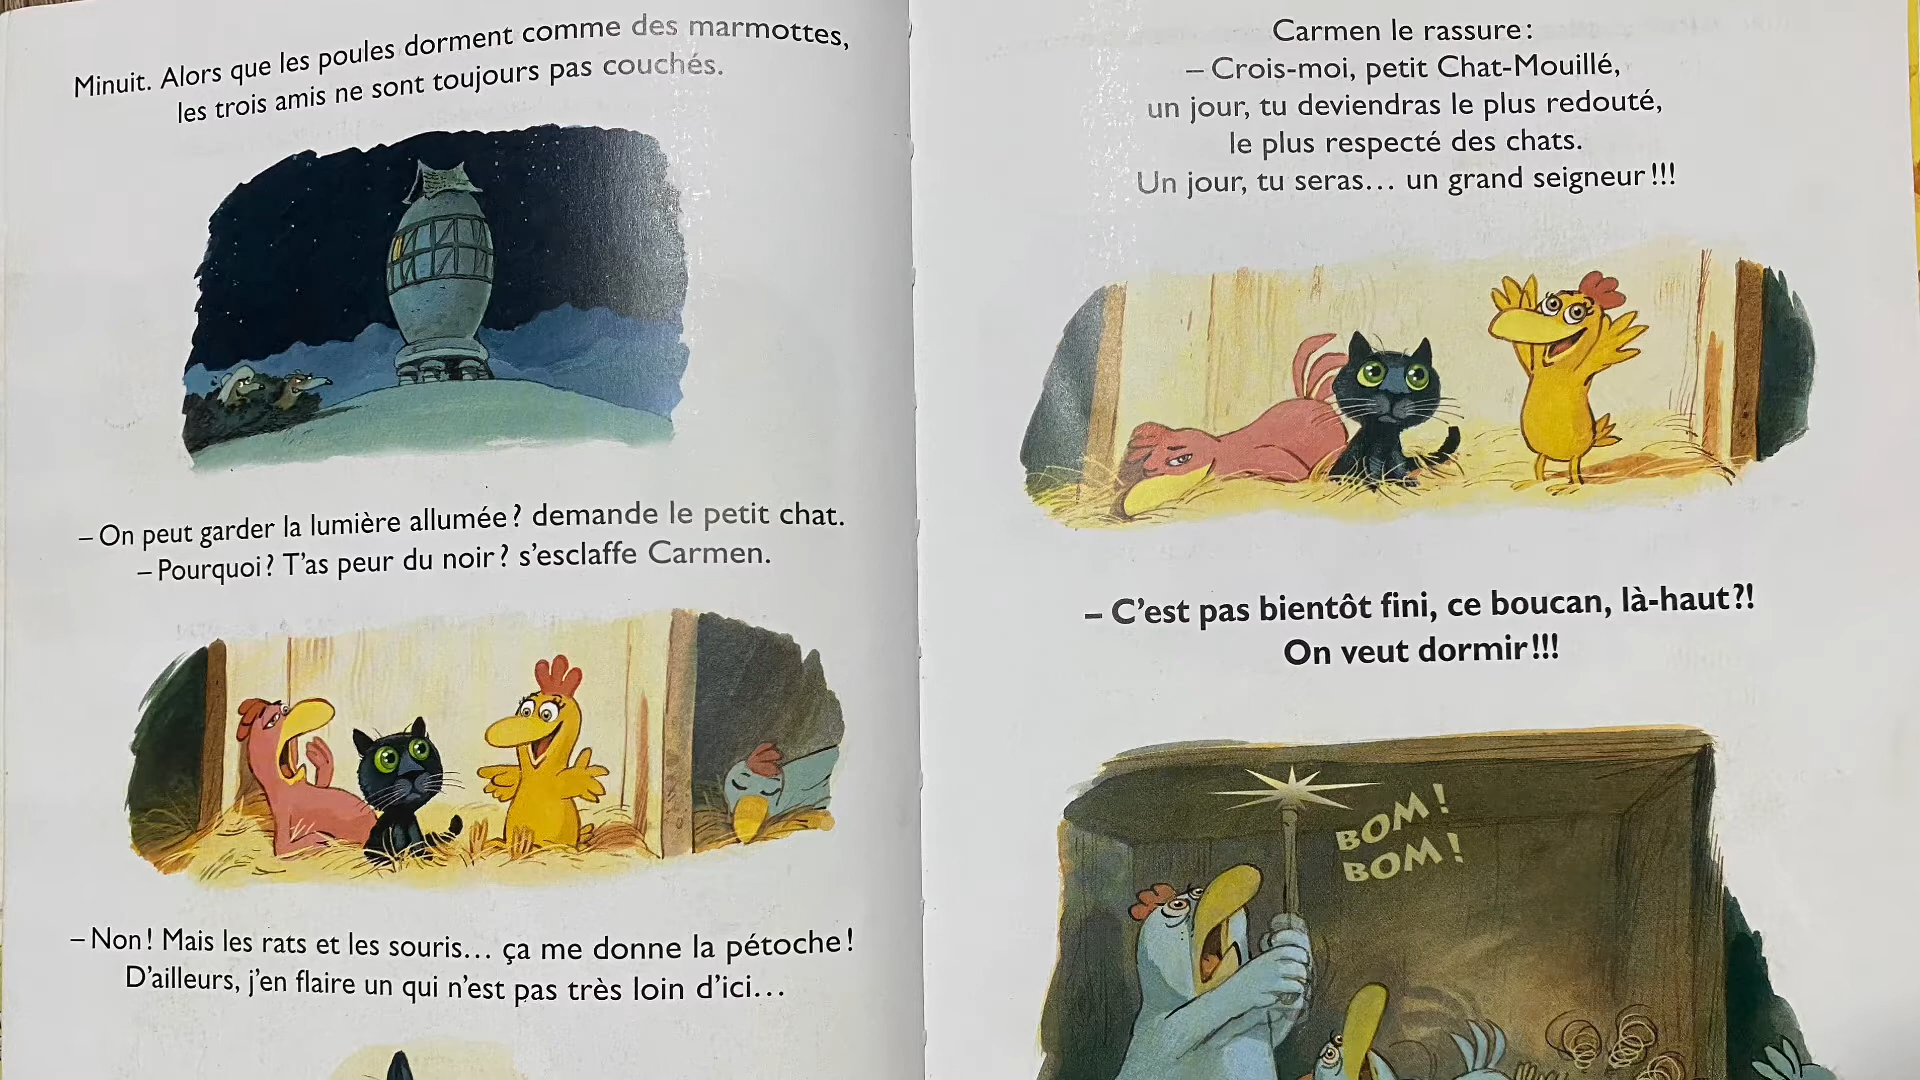 Minuit. Alors que les poules dorment comme des marmottes,
les trois amis ne sont toujours pas couchés.
– On peut garder la lumière allumée ? demande le petit chat.
– Pourquoi ? T’as peur du noir ? s’esclaffe Carmen.
– Non ! Mais les rats et les souris... ça me donne la pétoche !
D’ailleurs, j’en flaire un qui n’est pas très loin d’ici...
Carmen le rassure :
– Crois-moi, petit Chat-Mouillé,
un jour, tu deviendras le plus redouté,
le plus respecté des chats.
Un jour, tu seras... un grand seigneur !!!
– C’est pas bientôt fini, ce boucan, là-haut ?!
On veut dormir !!!
BOM !
BOM !